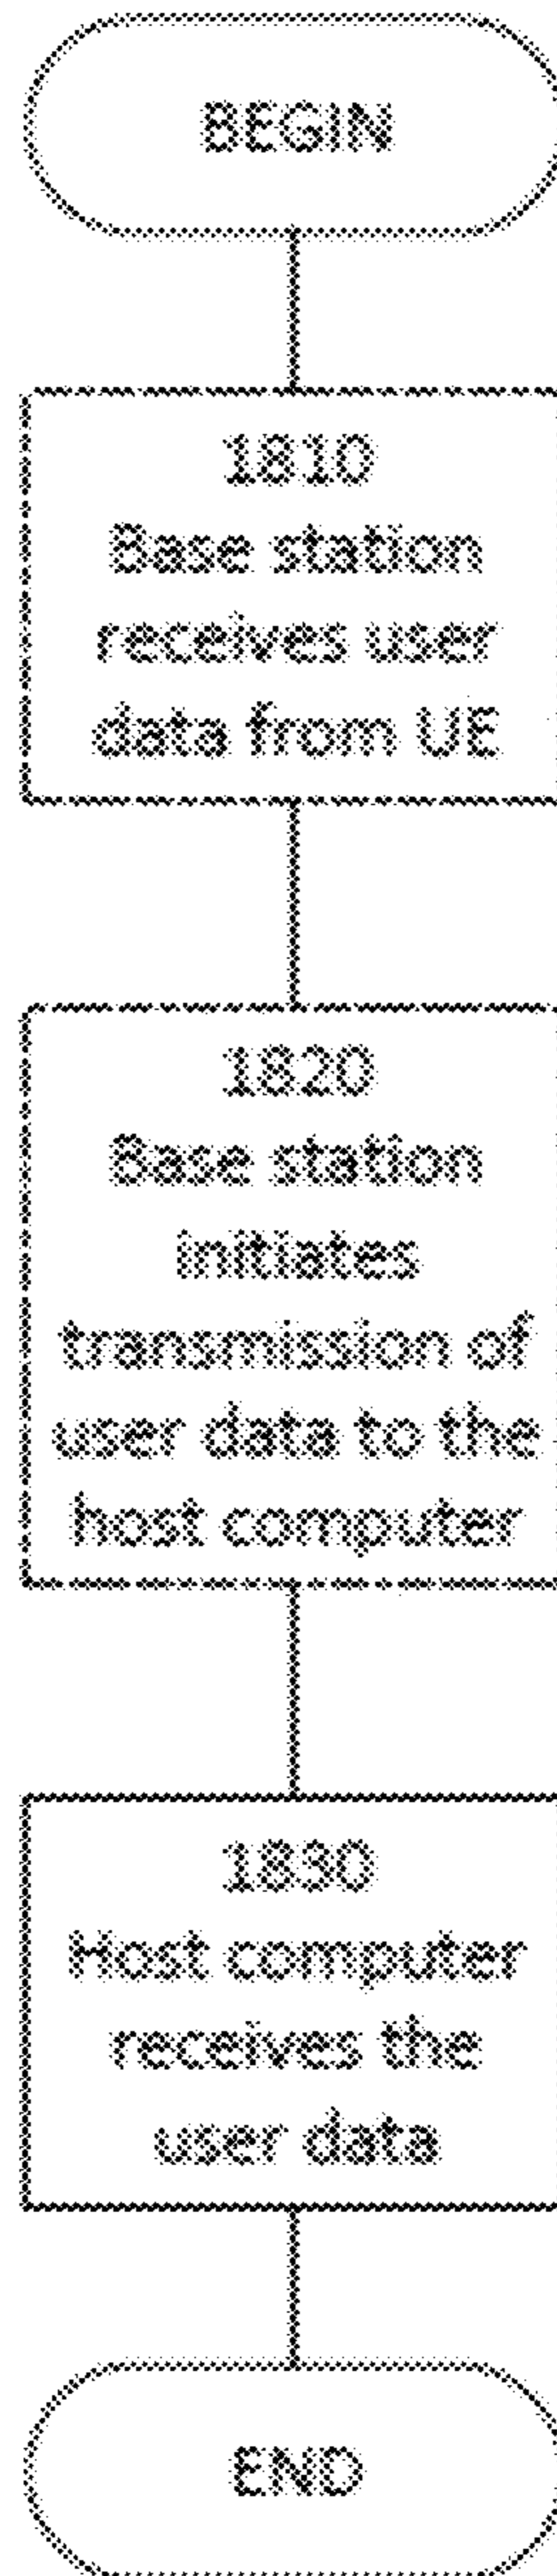 BEGIN
1810
Base station
receives user
data from UE
1820
Base station
initiates
transmission of
user data to the
host computer
1830
Host computer
receives the
user data
END